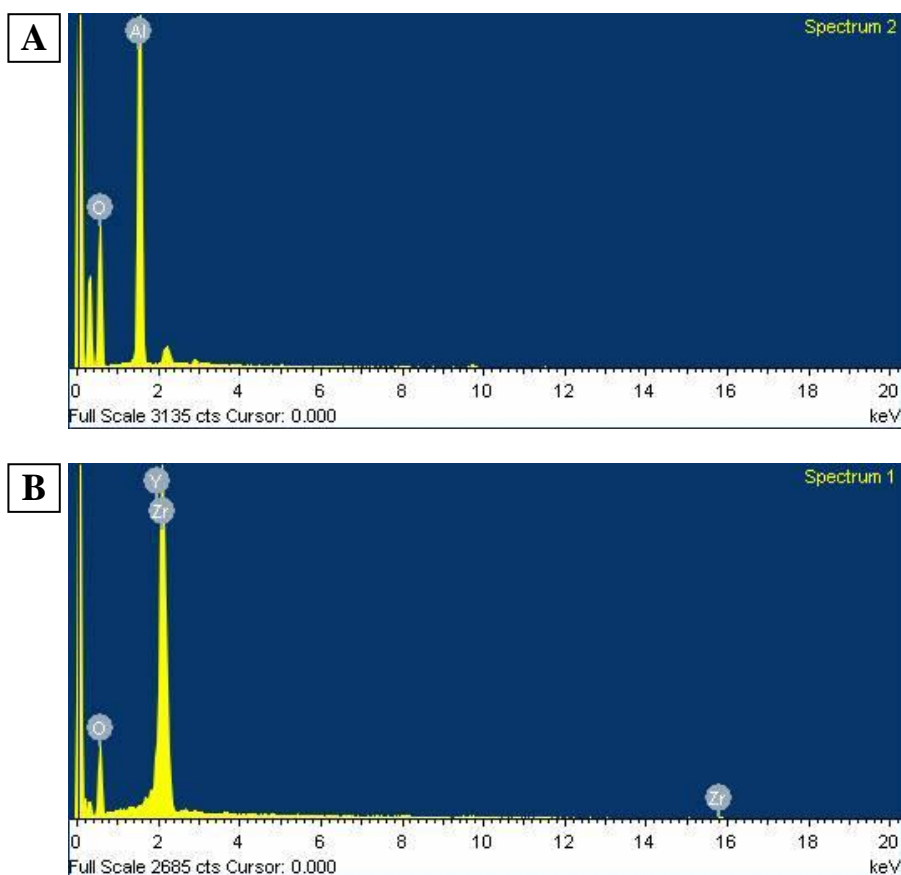 A
Spectrum 2
Al
O
0 2 4 6 8 10 12 14 16 18 20
Full Scale 3135 cts Cursor: 0.000 keV
B
Spectrum 1
Y
Zr
O
Zr
0 2 4 6 8 10 12 14 16 18 20
Full Scale 2685 cts Cursor: 0.000 keV